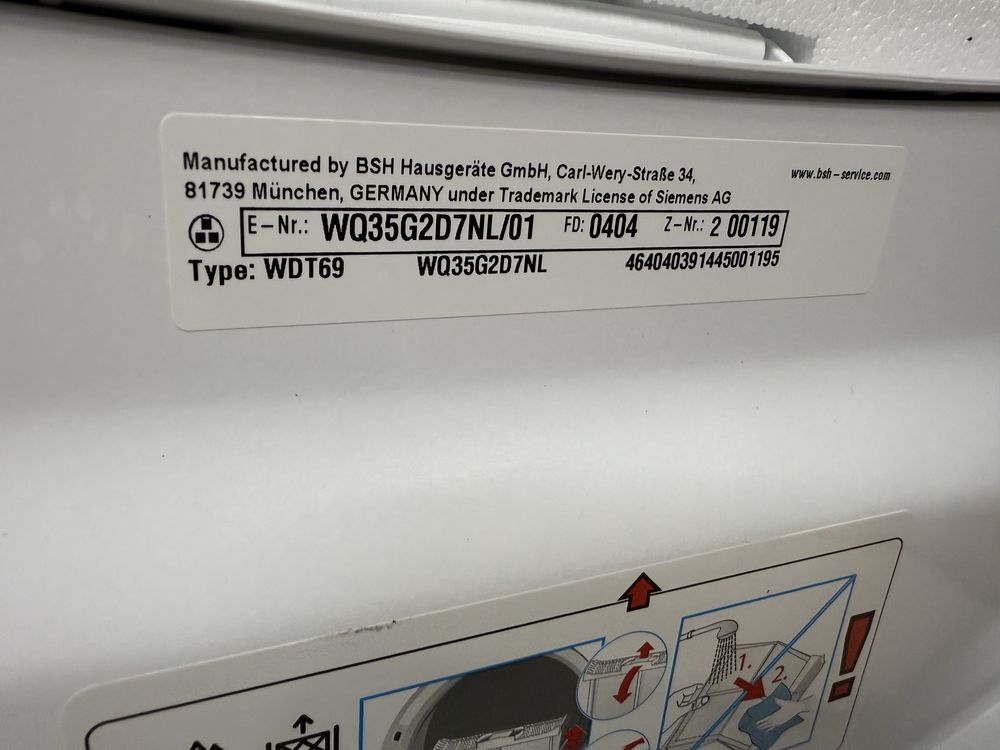 Manufactured by BSH Hausgeräte GmbH, Carl-Wery-Straße 34,
www.bsh-service.com
81739 München, GERMANY under Trademark License of Siemens AG
E-Nr.: WQ35G2D7NL/01 FD: 0404 Z-Nr.: 2 00119
Type: WDT69 WQ35G2D7NL 464040391445001195
1.
2.
!